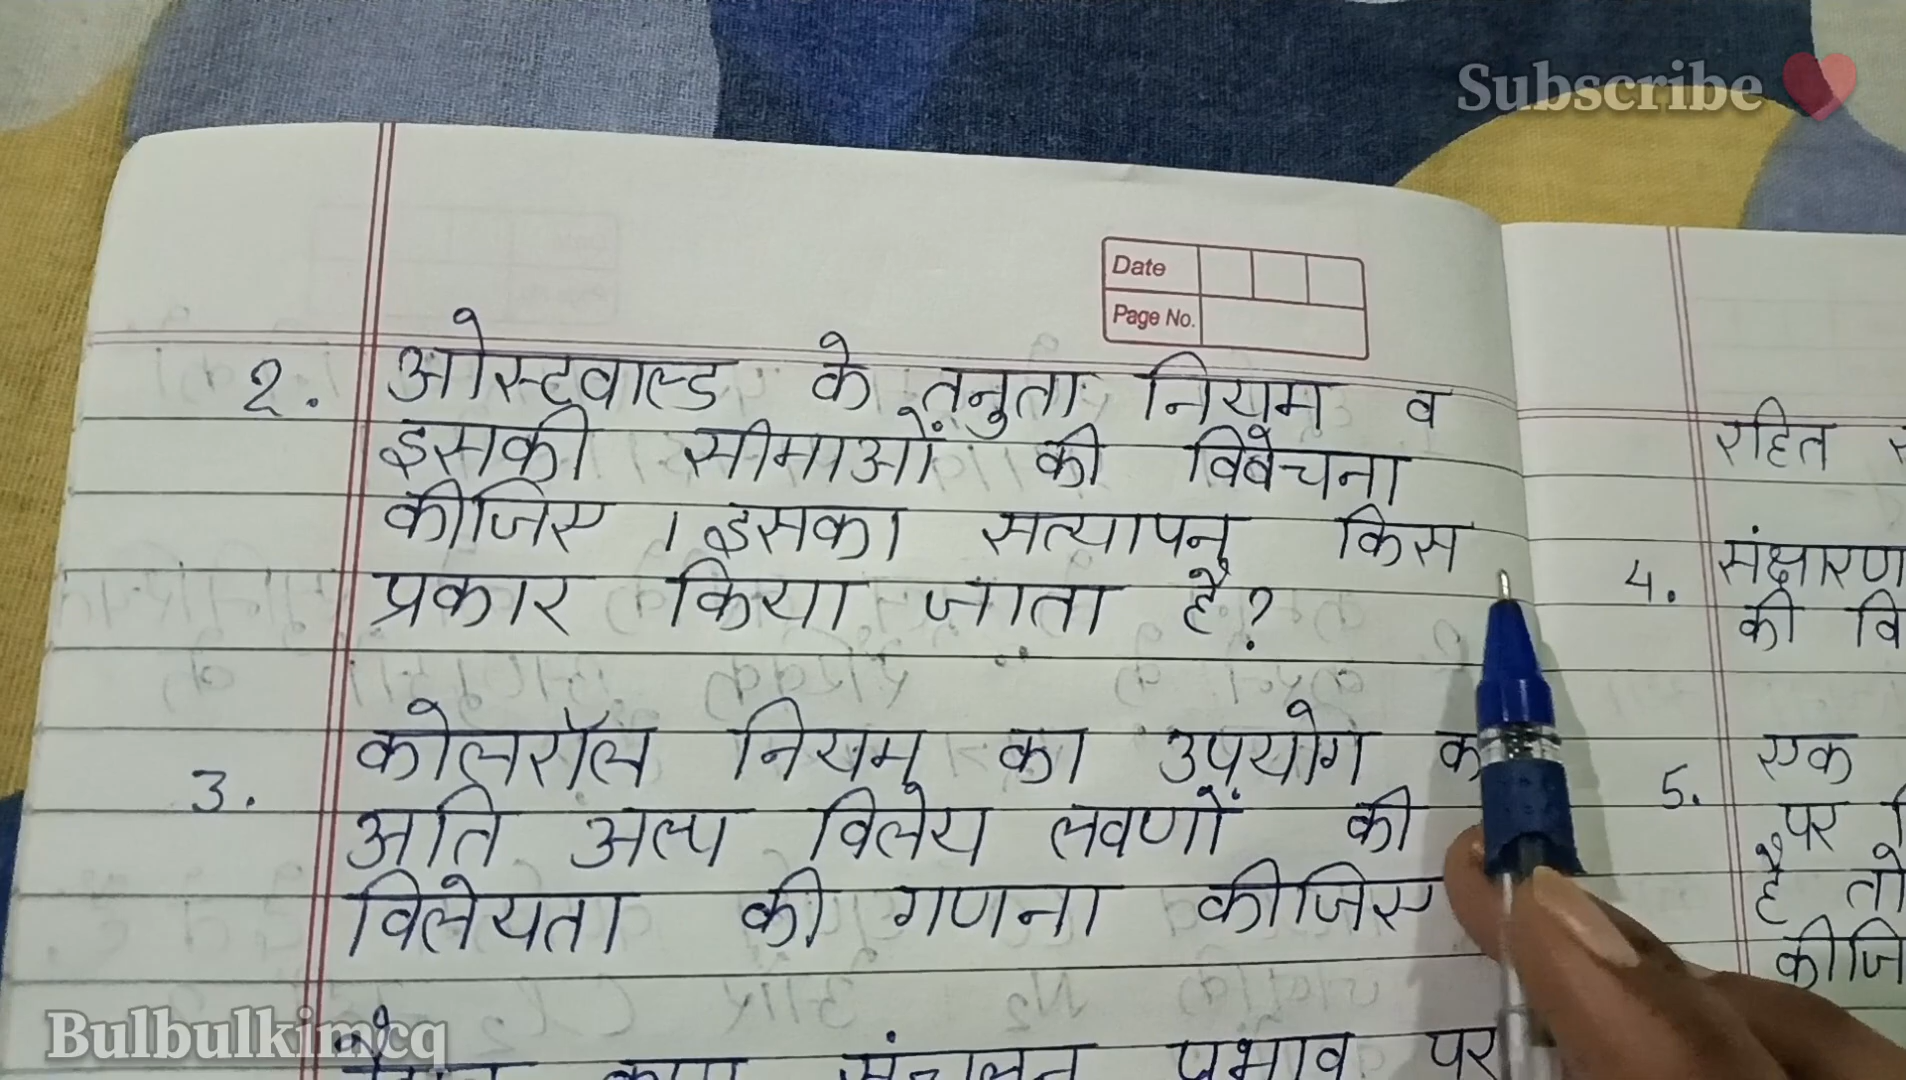 Subscribe
Date
Page No.
2. ओस्टवाल्ड के तनुता नियम व
इसकी सीमाओं की विवेचना
कीजिए । इसका सत्यापन किस
प्रकार किया जाता है?
3. कोलरॉल नियम का उपयोग
अति अल्प विलेय लवणों की
विलेयता की गणना कीजिए
संचलन प्रभाव पर
रहित
4. संक्षारण
की वि
5. एक
पर
है तो
कीजि
Bulbulkimcq